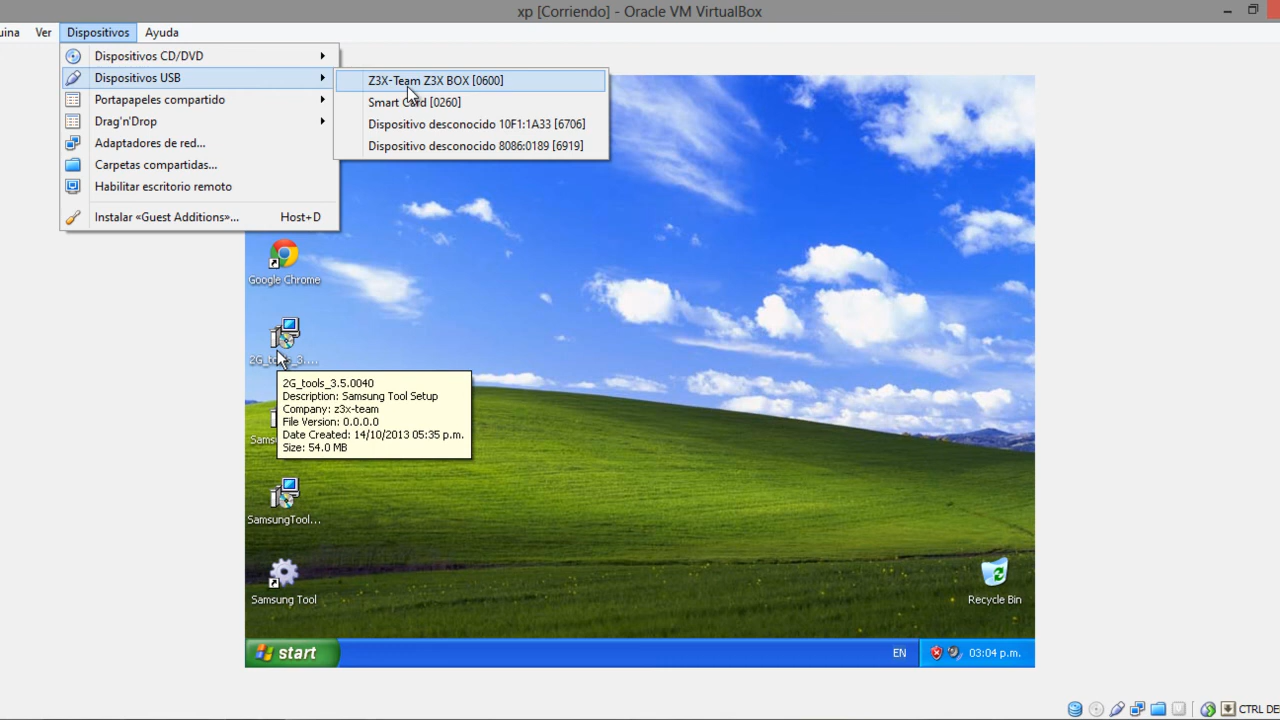 xp [Corriendo] - Oracle VM VirtualBox
uina Ver Dispositivos Ayuda
Dispositivos CD/DVD
Dispositivos USB
Portapapeles compartido
Drag'n'Drop
Adaptadores de red...
Carpetas compartidas...
Habilitar escritorio remoto
Instalar «Guest Additions»... Host+D
Z3X-Team Z3X BOX [0600]
Smart Card [0260]
Dispositivo desconocido 10F1:1A33 [6706]
Dispositivo desconocido 8086:0189 [6919]
Google Chrome
2G_tools_3....
2G_tools_3.5.0040
Description: Samsung Tool Setup
Company: z3x-team
File Version: 0.0.0.0
Date Created: 14/10/2013 05:35 p.m.
Size: 54.0 MB
Samsu
SamsungTool...
Samsung Tool
Recycle Bin
start
EN
03:04 p.m.
CTRL DE